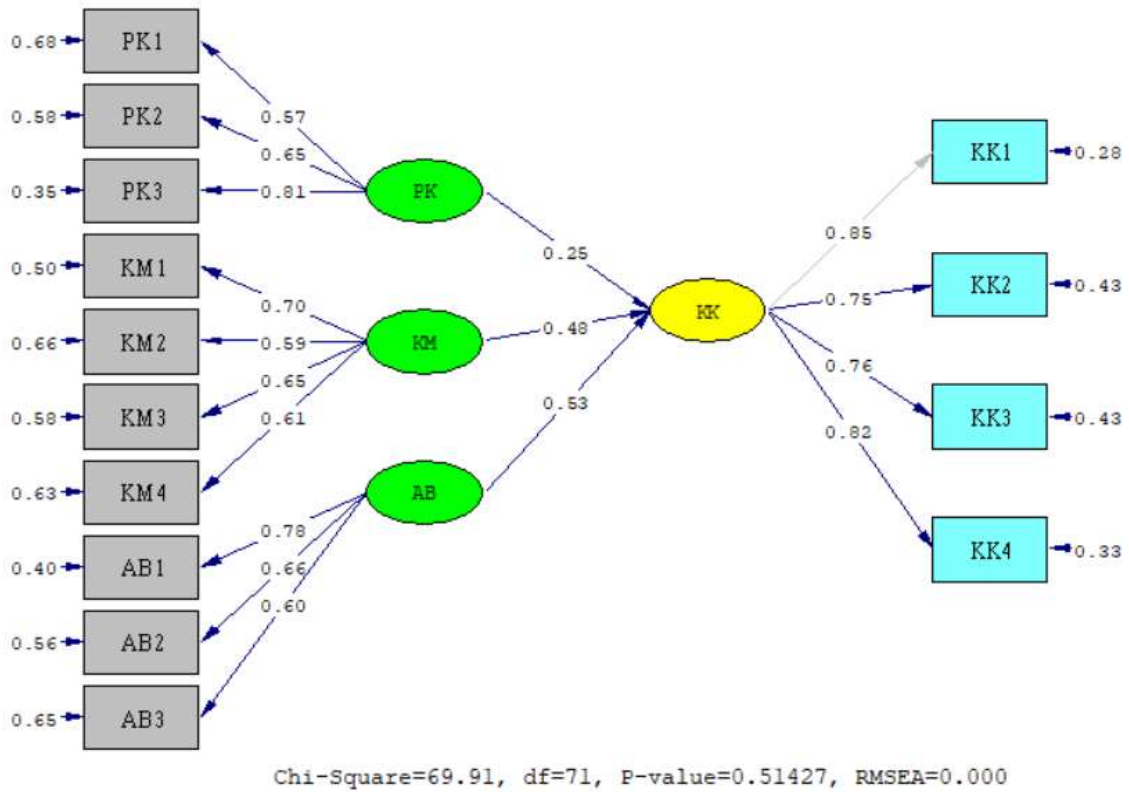 0.68 PK1
0.57
0.58 PK2
0.65
0.35 PK3
0.81
PK
KK1 0.28
0.85
0.25
0.50 KM1
0.70
KK2 0.43
0.75
0.66 KM2
0.59
KM
0.48
KK
0.65
0.76
0.58 KM3
0.61
0.53
0.82
KK3 0.43
0.63 KM4
AB
0.78
0.40 AB1
0.66
KK4 0.33
0.60
0.56 AB2
0.65 AB3
Chi-Square=69.91, df=71, P-value=0.51427, RMSEA=0.000